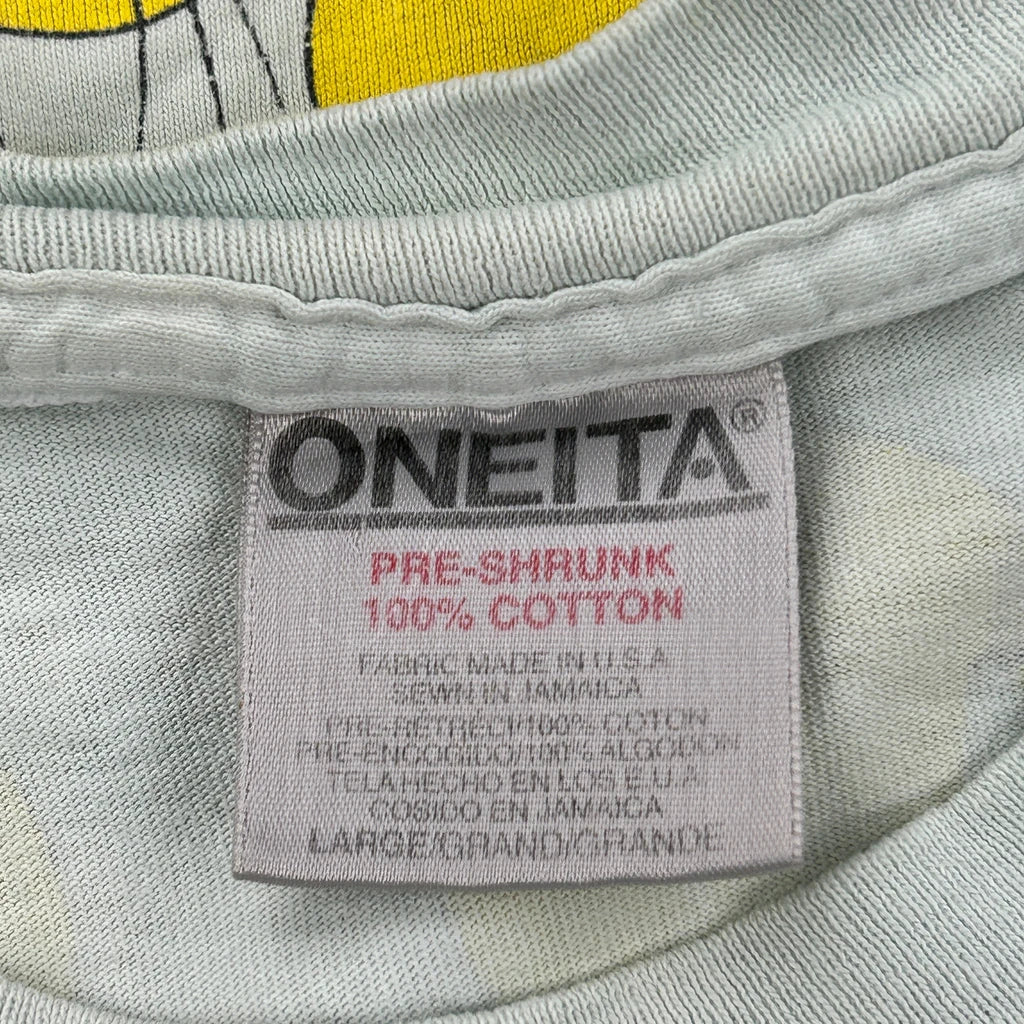 ONEITA®
PRE-SHRUNK
100% COTTON
FABRIC MADE IN U.S.A
SEWN IN JAMAICA
PRE-RÉTRÉCI/100% COTON
PRE-ENCOGIDO/100% ALGODON
TELA HECHO EN LOS E.U.A
COSIDO EN JAMAICA
LARGE/GRAND/GRANDE